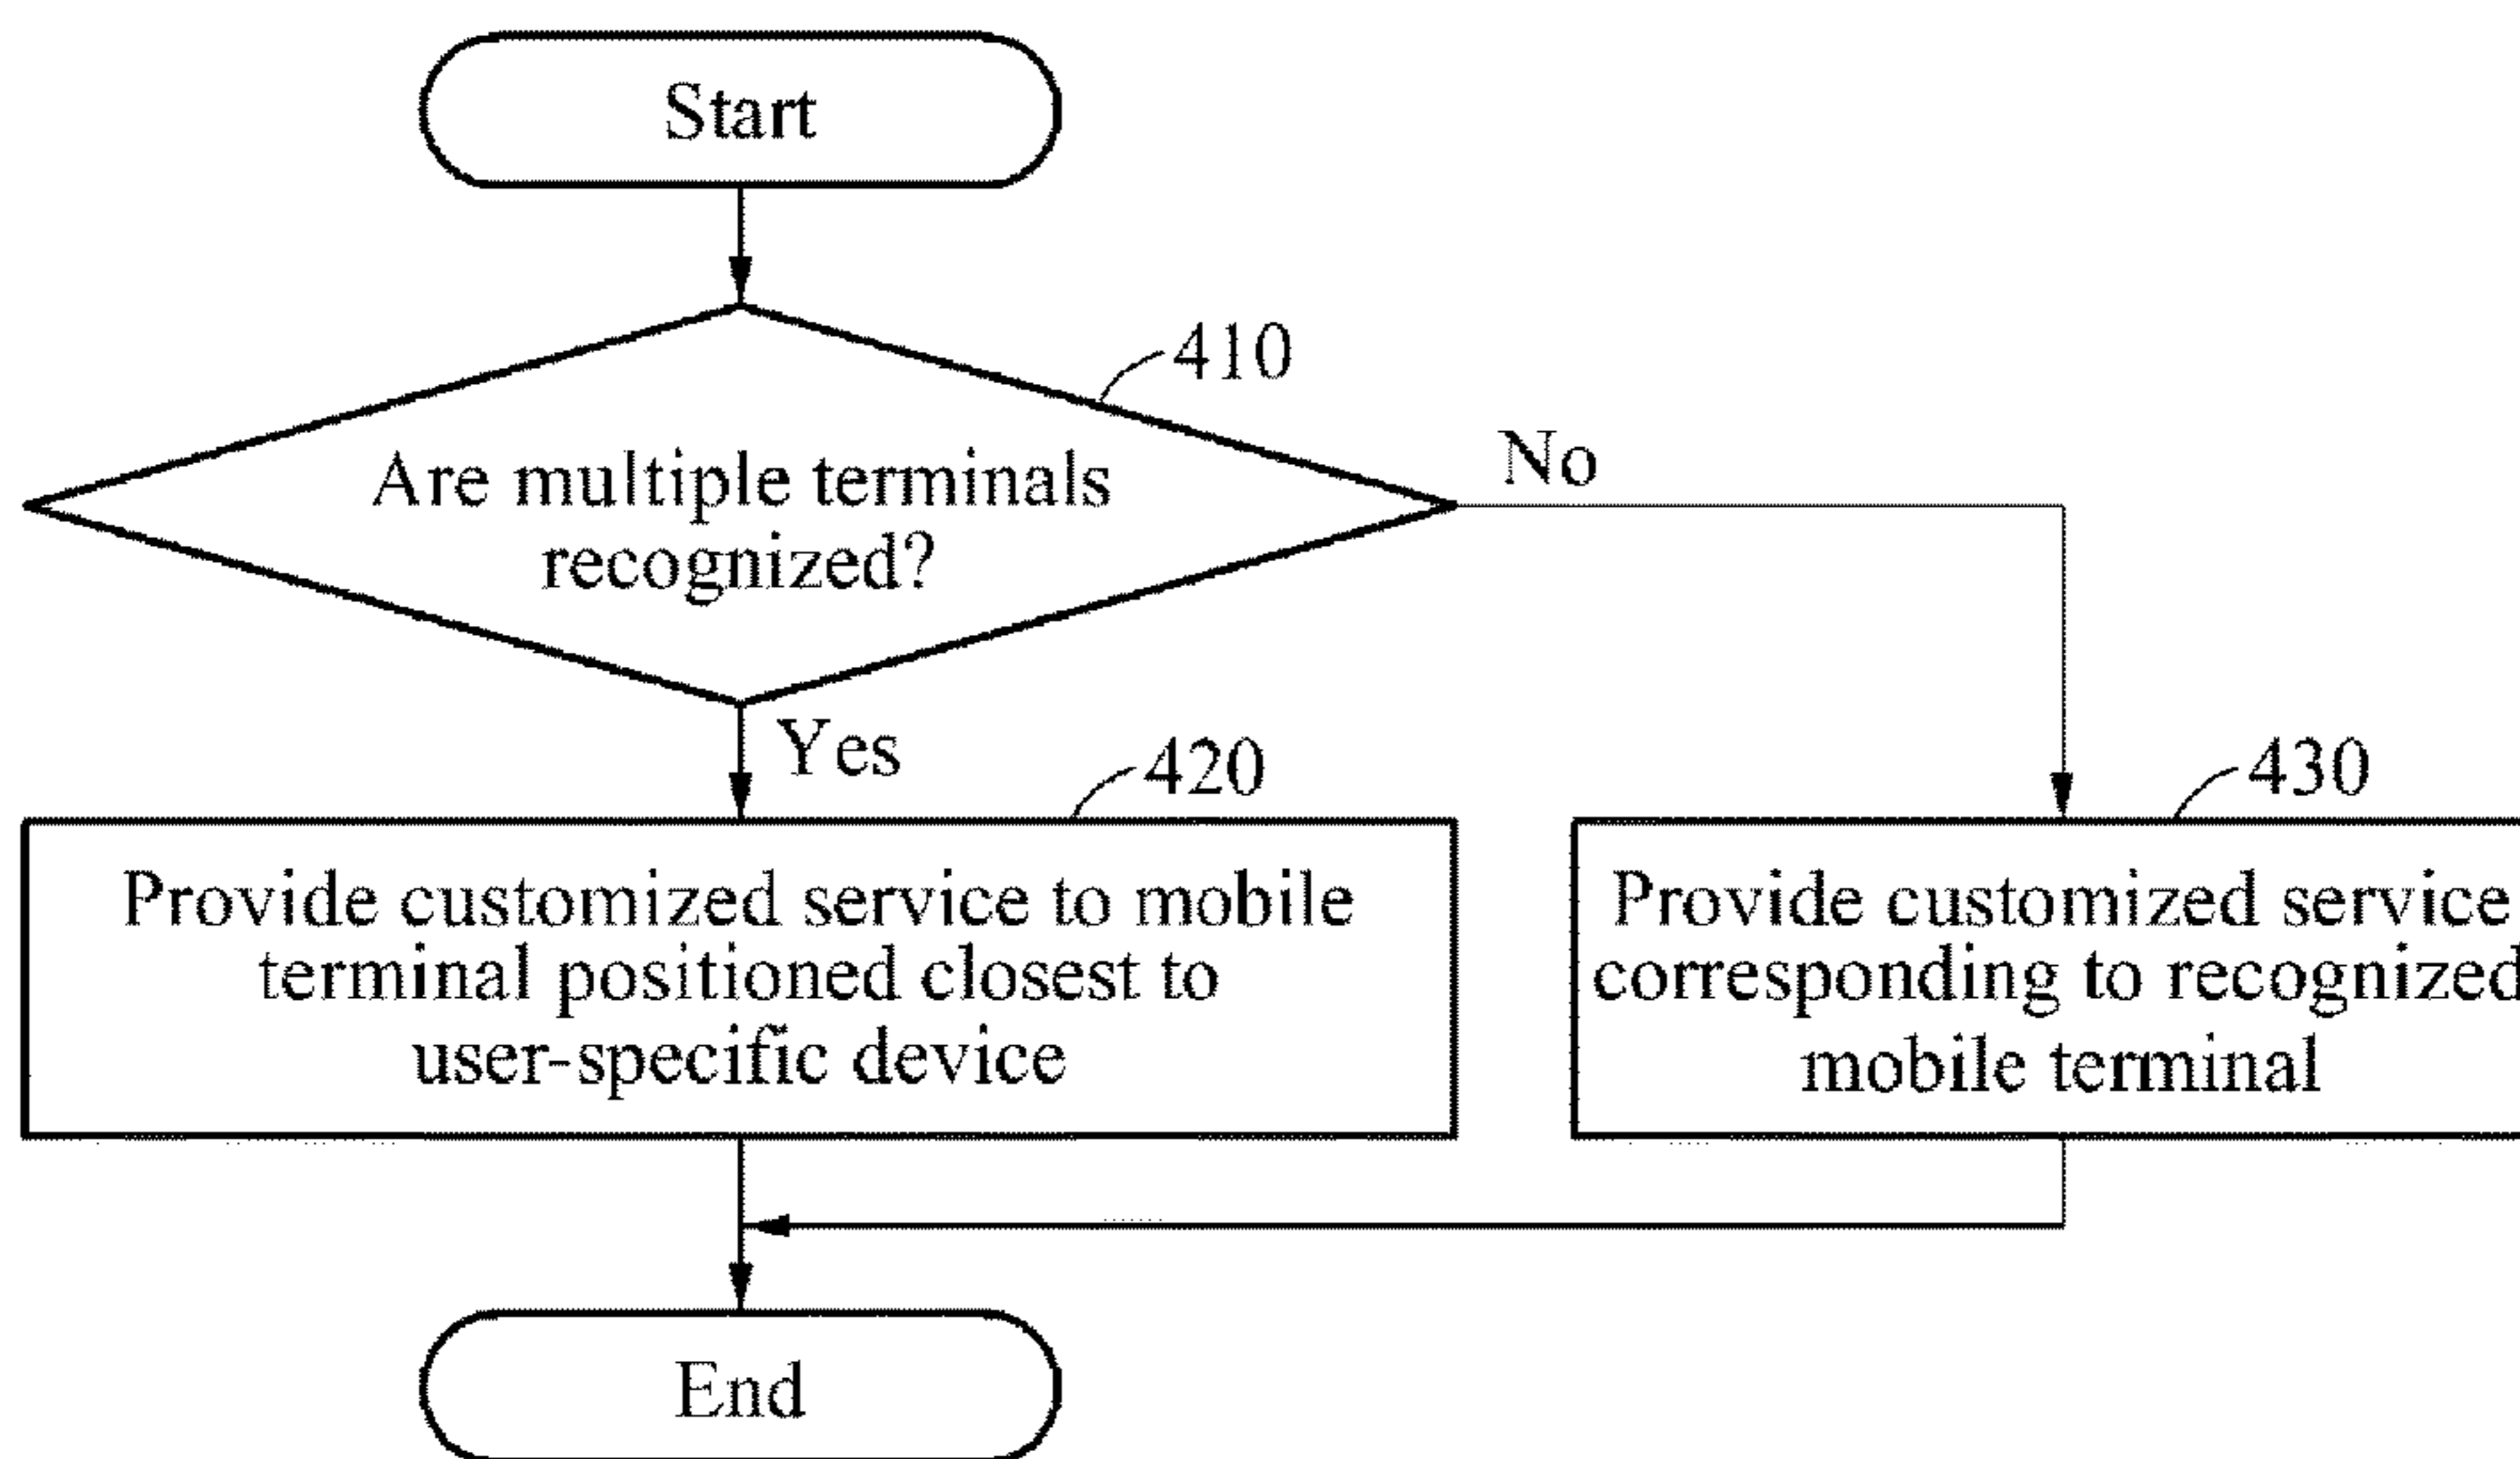 Start
410
Are multiple terminals
recognized?
No
Yes
420
430
Provide customized service to mobile
terminal positioned closest to
user-specific device
Provide customized service
corresponding to recognized
mobile terminal
End